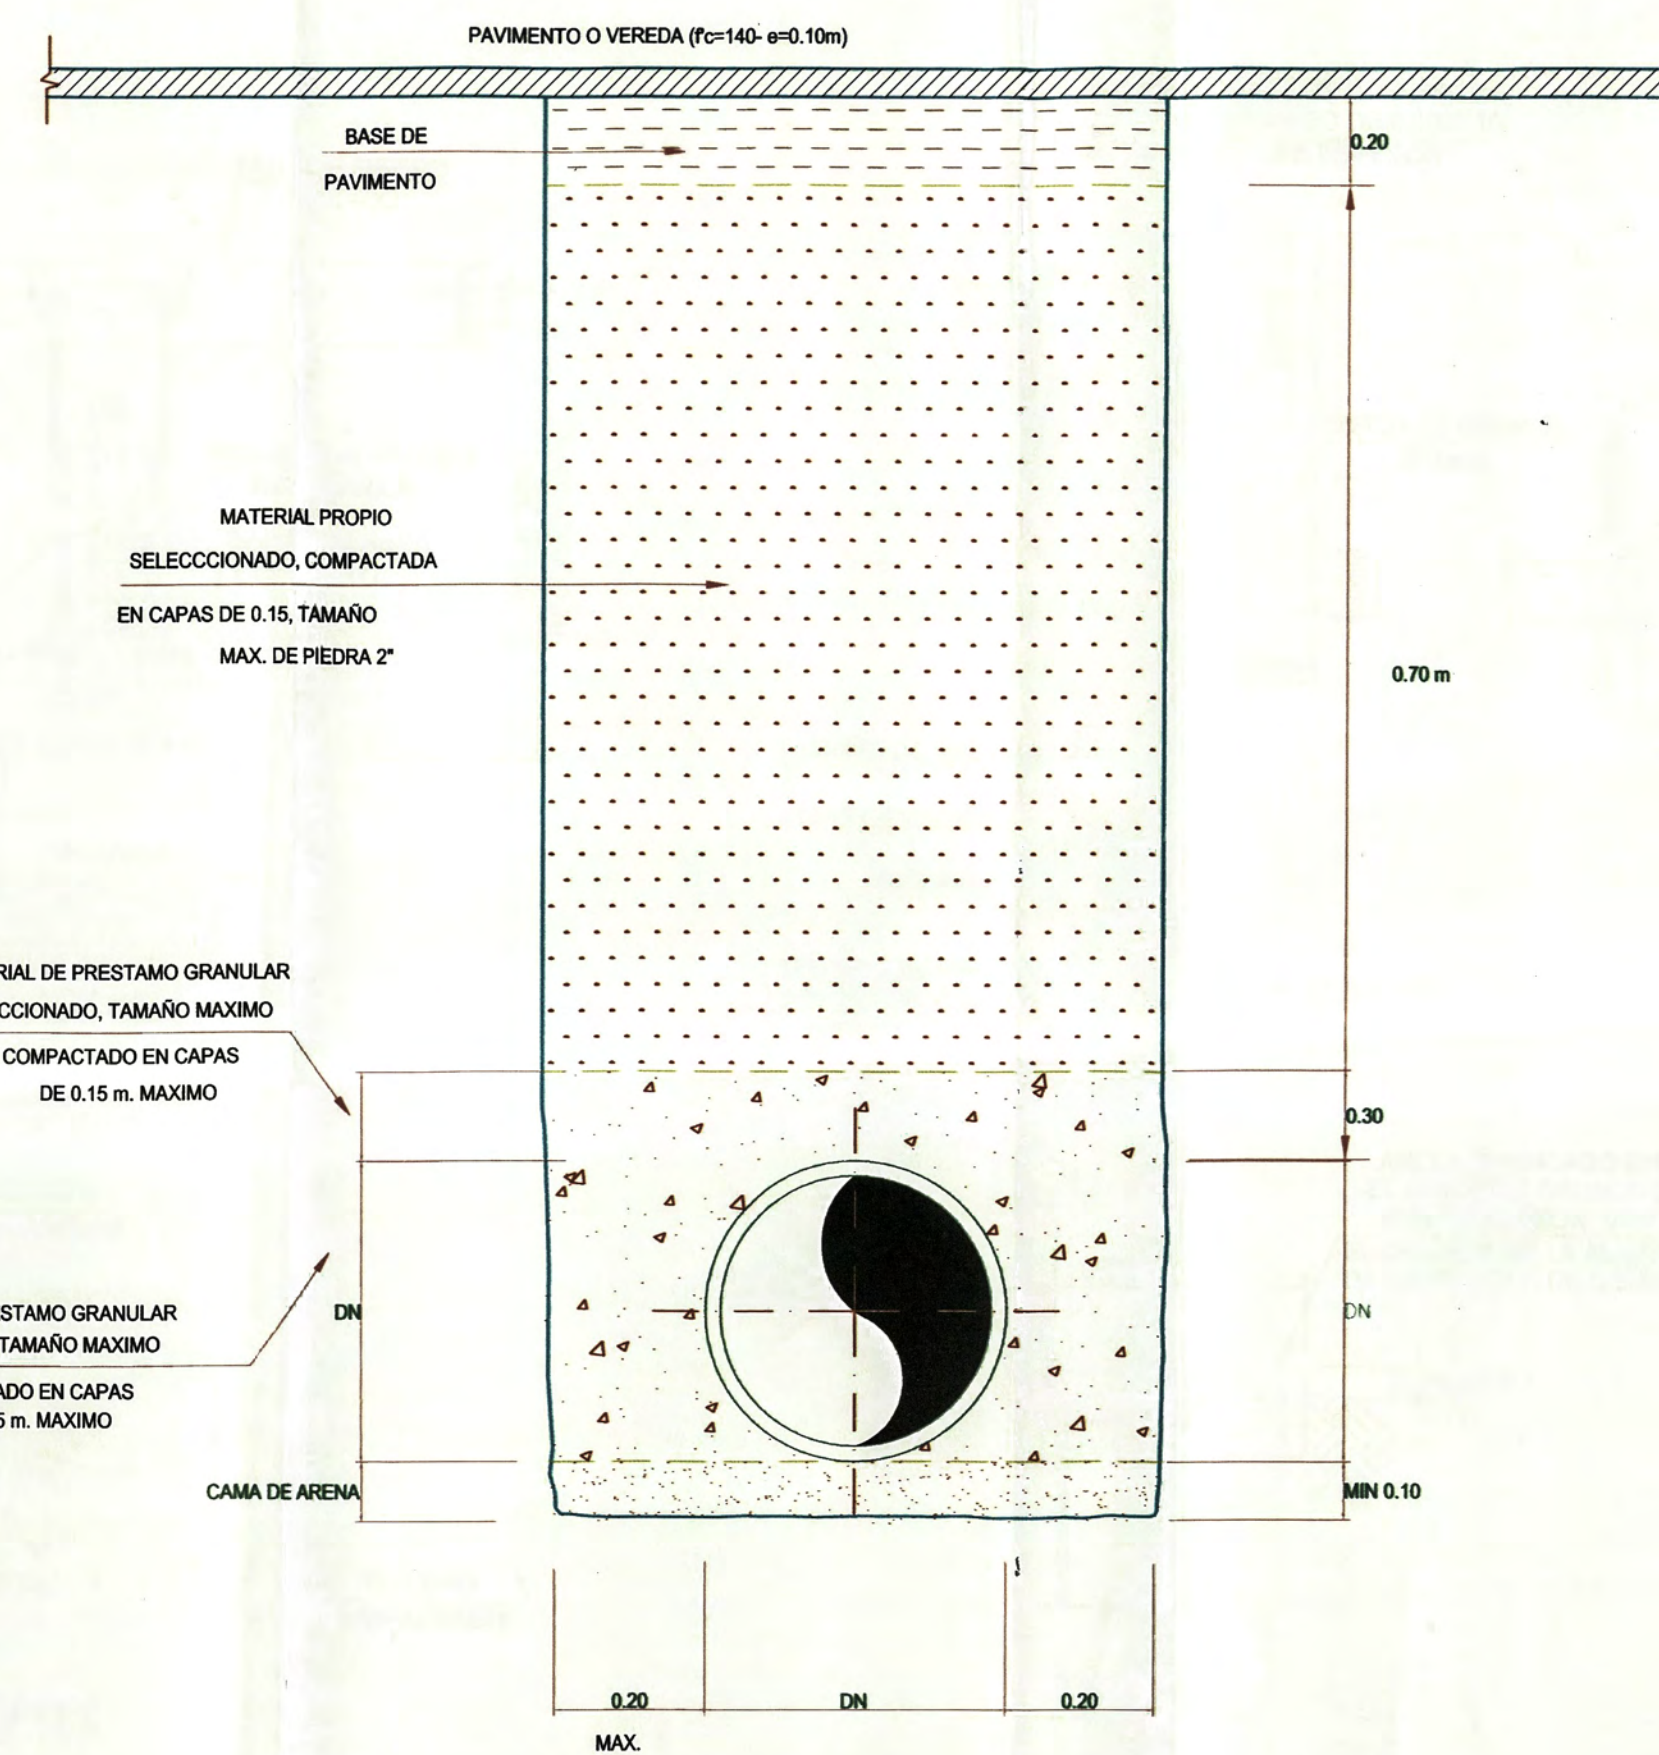 PAVIMENTO O VEREDA (f'c=140- e=0.10m)
BASE DE
PAVIMENTO
0.20
MATERIAL PROPIO
SELECCCIONADO, COMPACTADA
EN CAPAS DE 0.15, TAMAÑO
MAX. DE PIEDRA 2"
0.70 m
RIAL DE PRESTAMO GRANULAR
CCIONADO, TAMAÑO MAXIMO
COMPACTADO EN CAPAS
DE 0.15 m. MAXIMO
0.30
STAMO GRANULAR
TAMAÑO MAXIMO
ADO EN CAPAS
5 m. MAXIMO
DN
DN
CAMA DE ARENA
MIN 0.10
0.20
DN
0.20
MAX.